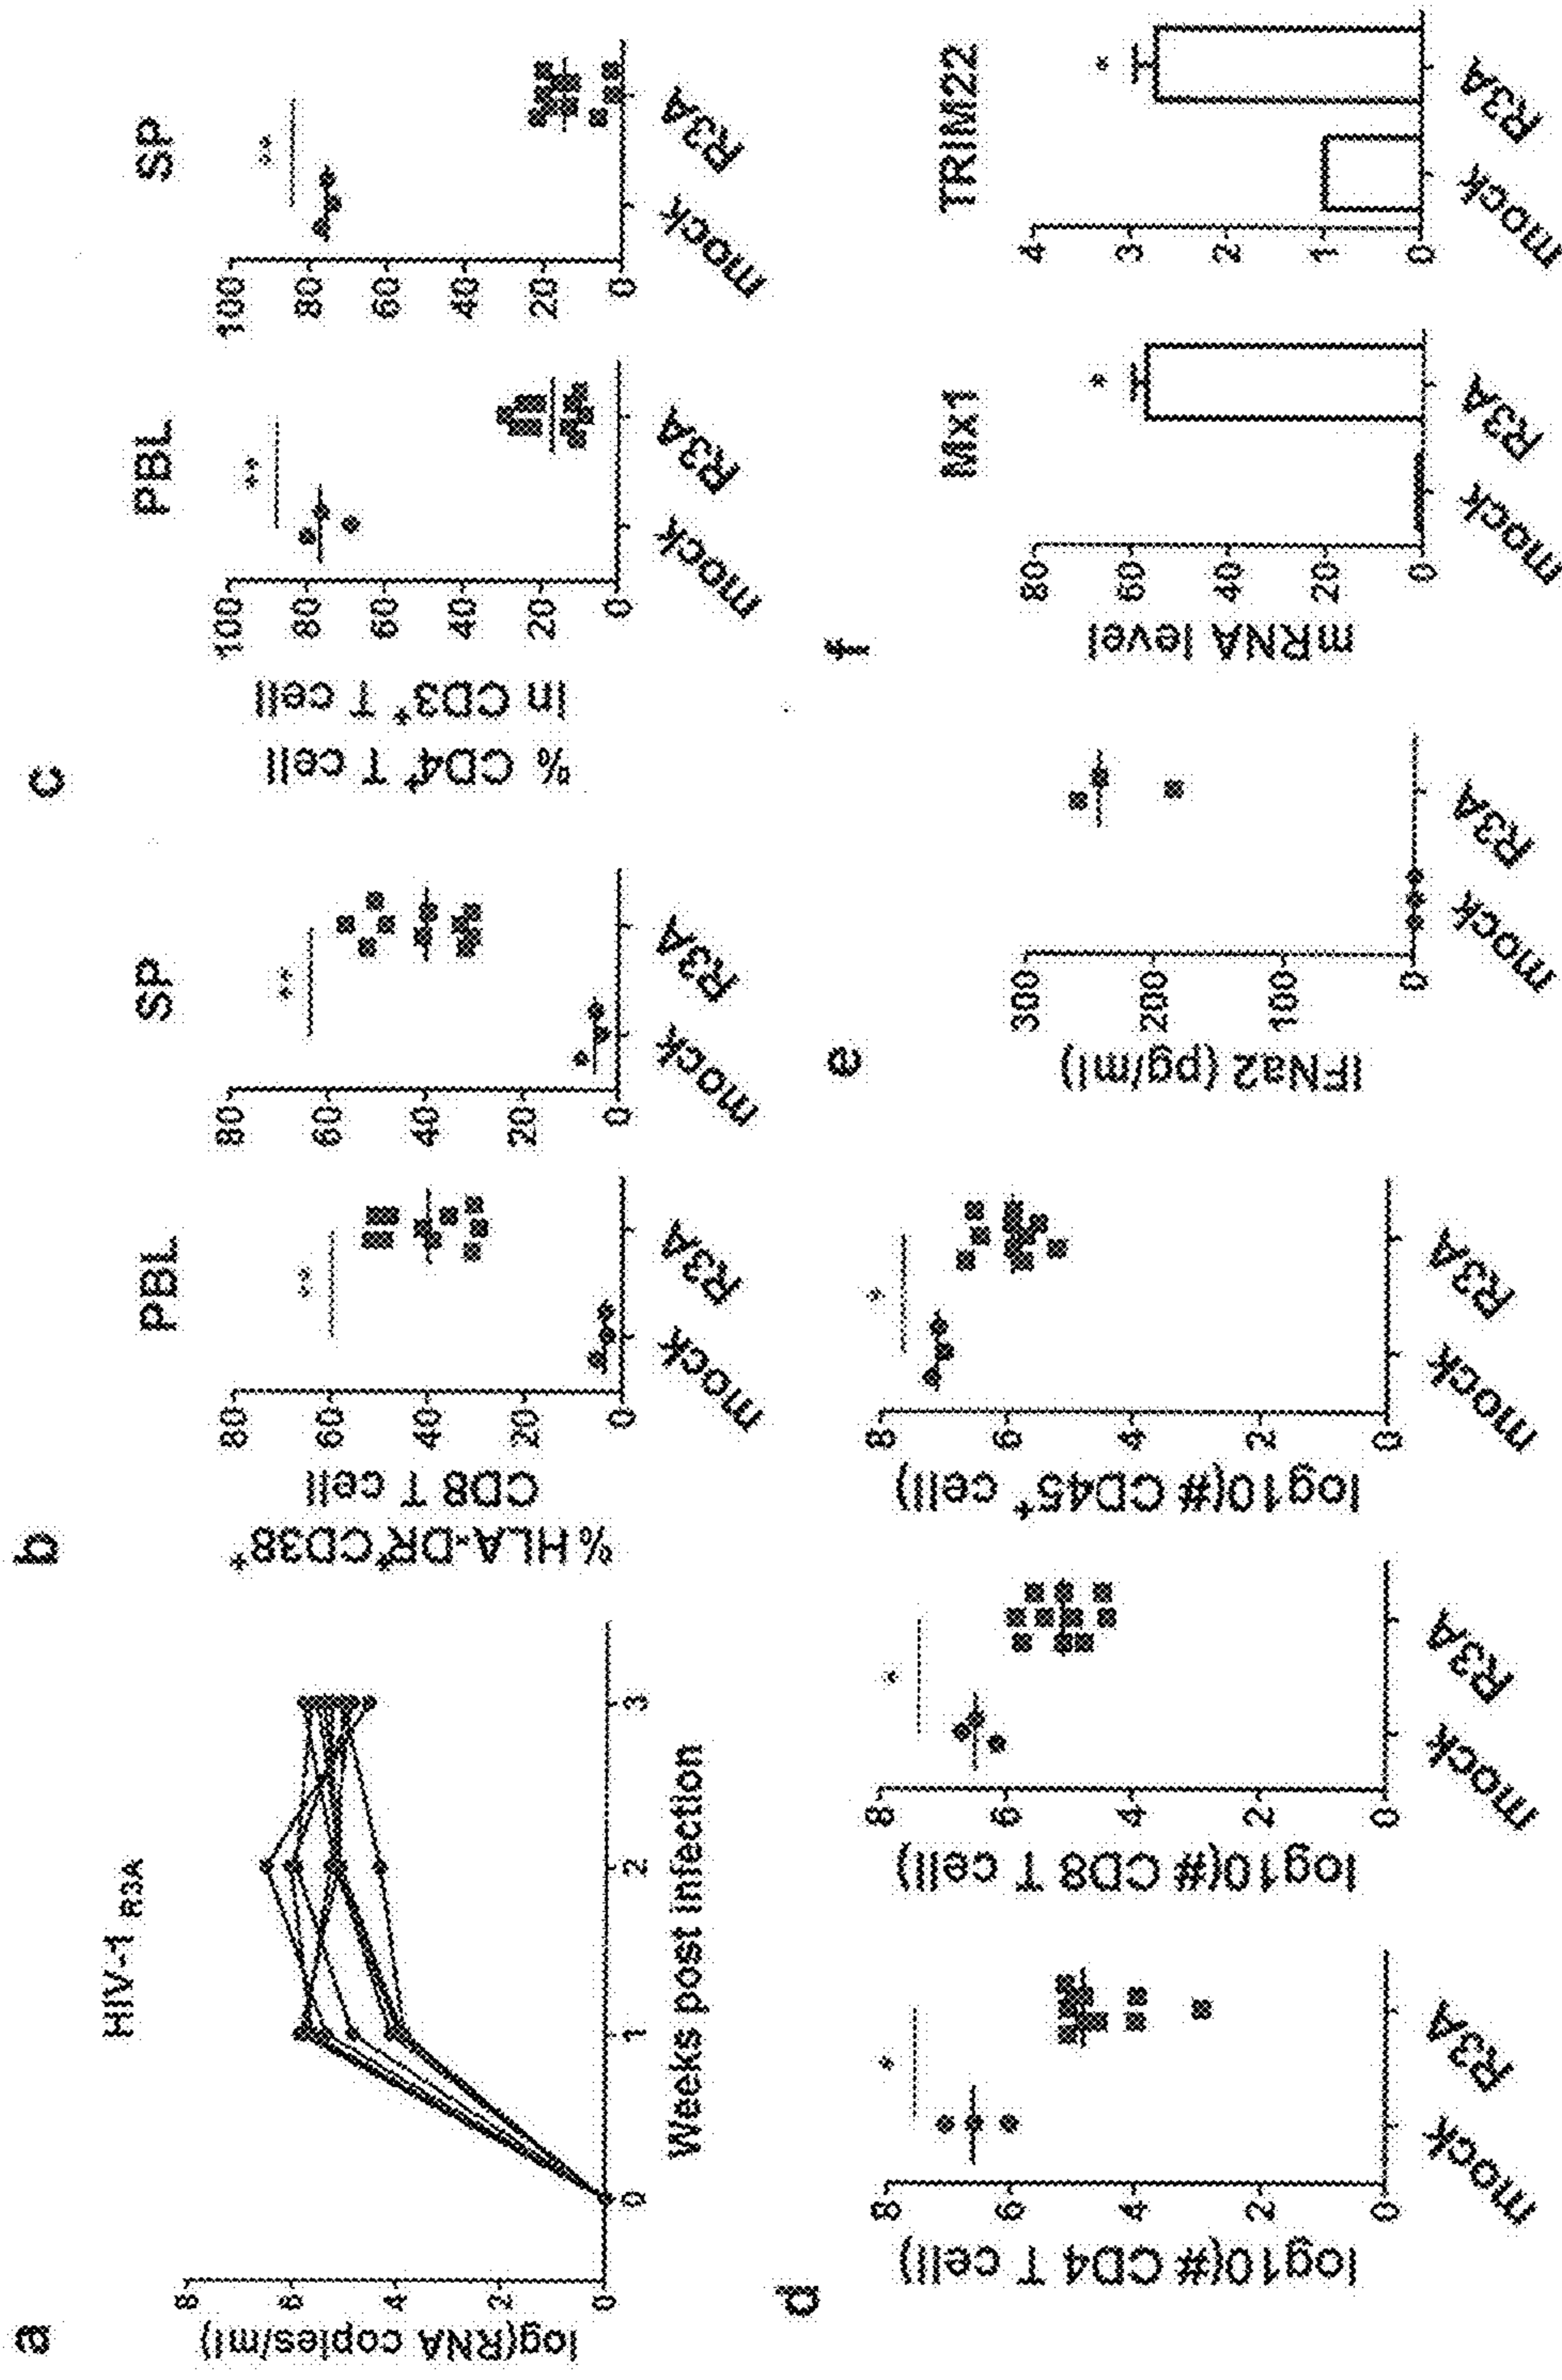 a
HIV-1 R3A
log(RNA copies/ml)
8
6
4
2
0
0 1 2 3
Weeks post infection
b
PBL
SP
% HLA-DR+CD38+
CD8 T cell
80
60
40
20
0
**
mock R3A
80
60
40
20
0
**
mock R3A
c
PBL
SP
% CD4+ T cell
in CD3+ T cell
100
80
60
40
20
0
**
mock R3A
100
80
60
40
20
0
**
mock R3A
d
log10(# CD4 T cell)
8
6
4
2
0
*
mock R3A
log10(# CD8 T cell)
8
6
4
2
0
*
mock R3A
log10(# CD45+ cell)
8
6
4
2
0
*
mock R3A
e
IFNa2 (pg/ml)
300
200
100
0
mock R3A
f
Mx1
mRNA level
80
60
40
20
0
*
mock R3A
TRIM22
4
3
2
1
0
*
mock R3A